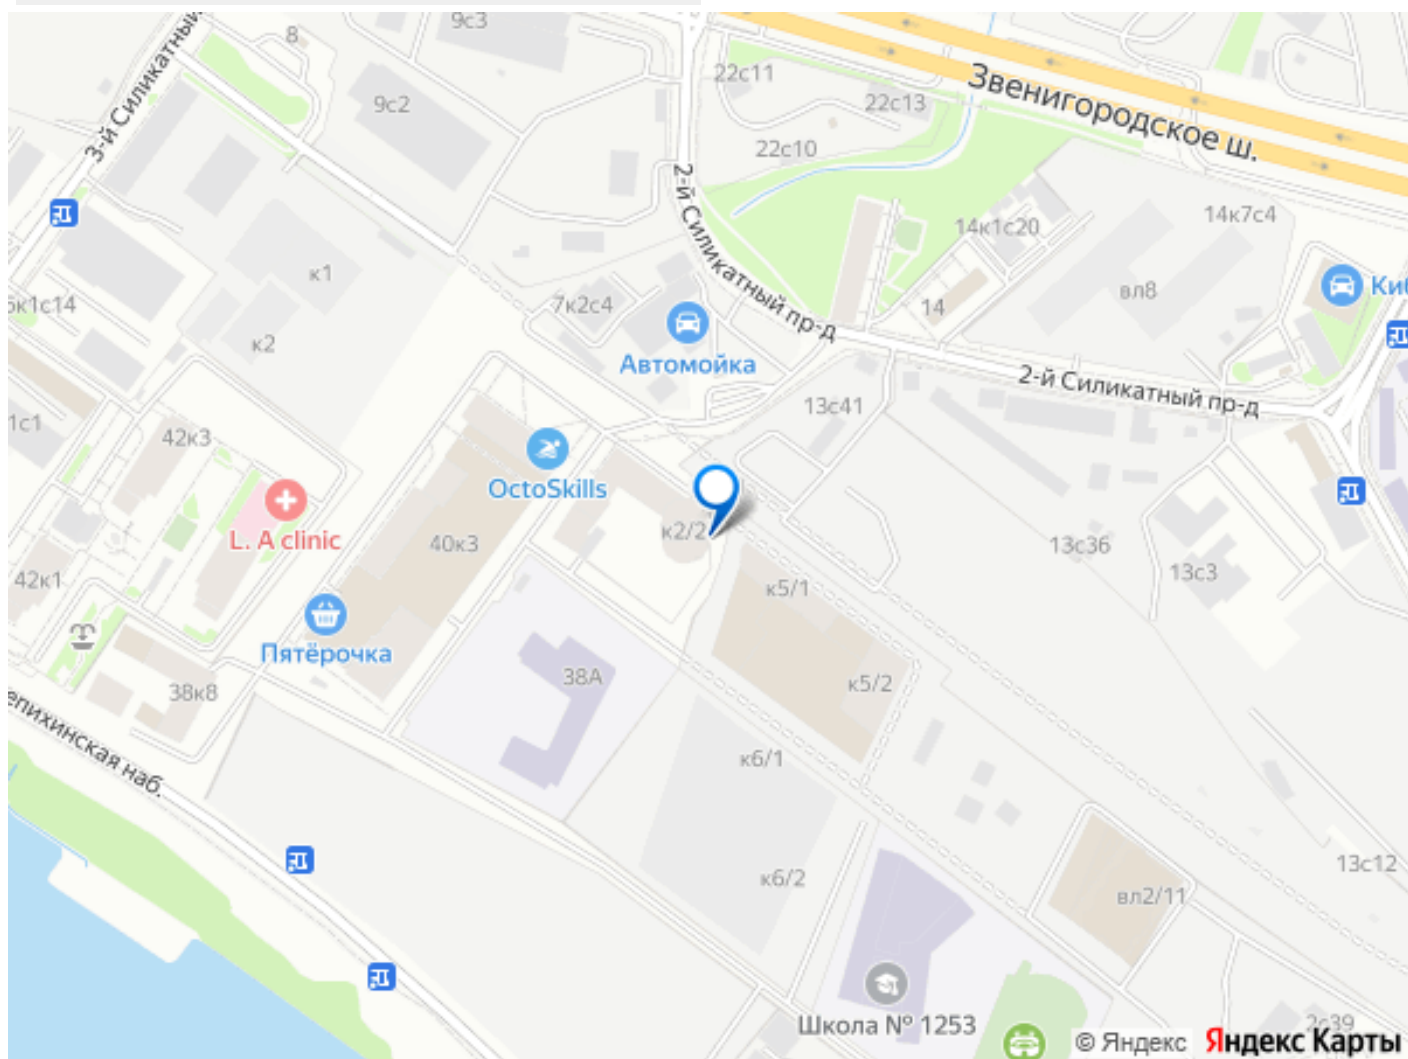 9с3
8
3-й Силикатный
9с2
22с11
22с13
Звенигородское ш.
22с10
2-й Силикатный пр-д
14к1с20
14к7с4
к1
7к2с4
14
вл8
к1с14
к2
Автомойка
2-й Силикатный пр-д
1с1
42к3
13с41
OctoSkills
L. A clinic
40к3
к2/2
13с36
13с3
42к1
к5/1
Пятёрочка
38А
38к8
к5/2
епихинская наб.
к6/1
к6/2
вл2/11
13с12
Школа № 1253
2с39
© Яндекс
Яндекс Карты